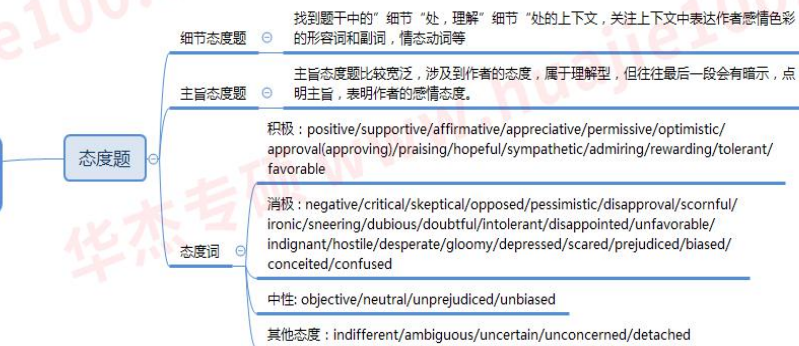 细节态度题
找到题干中的”细节“处，理解”细节“处的上下文，关注上下文中表达作者感情色彩
的形容词和副词，情态动词等
主旨态度题
主旨态度题比较宽泛，涉及到作者的态度，属于理解型，但往往最后一段会有暗示，点
明主旨，表明作者的感情态度。
态度题
态度词
积极：positive/supportive/affirmative/appreciative/permissive/optimistic/
approval(approving)/praising/hopeful/sympathetic/admiring/rewarding/tolerant/
favorable
消极：negative/critical/skeptical/opposed/pessimistic/disapproval/scornful/
ironic/sneering/dubious/doubtful/intolerant/disappointed/unfavorable/
indignant/hostile/desperate/gloomy/depressed/scared/prejudiced/biased/
conceited/confused
中性: objective/neutral/unprejudiced/unbiased
其他态度：indifferent/ambiguous/uncertain/unconcerned/detached
华杰专硕 www.huajie100.